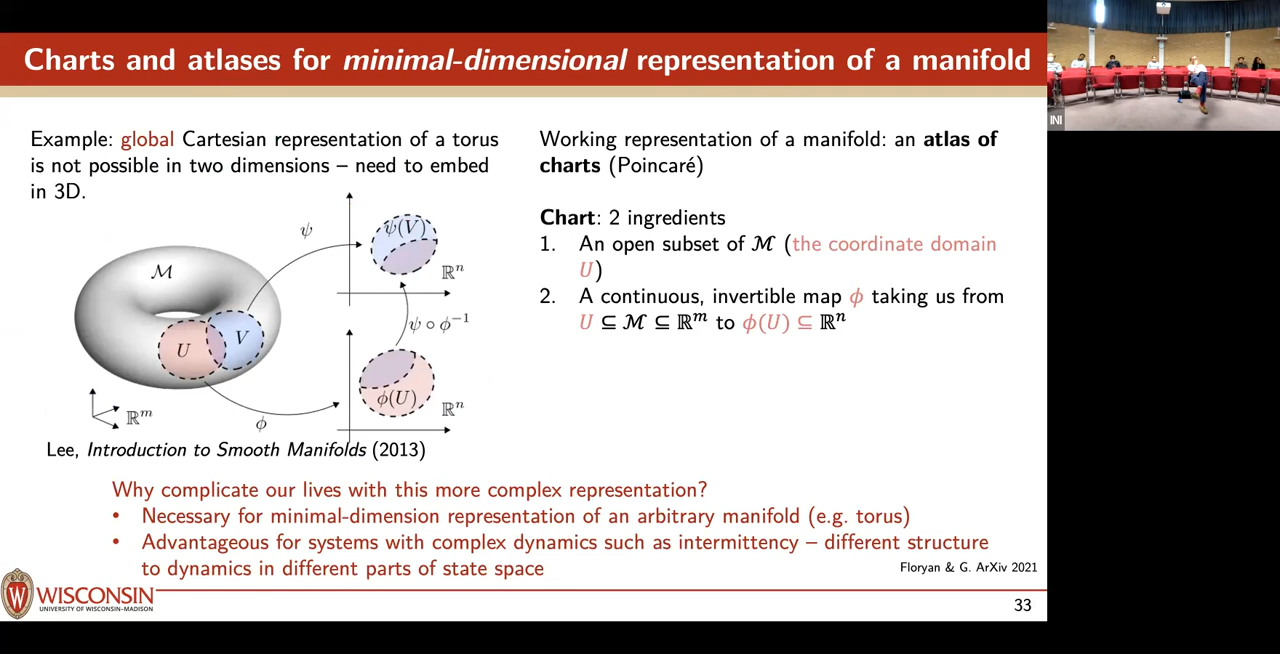 Charts and atlases for minimal-dimensional representation of a manifold
Example: global Cartesian representation of a torus
is not possible in two dimensions – need to embed
in 3D.
ψ
ψ(V)
ℝⁿ
ℳ
U
V
ψ ∘ ϕ⁻¹
ϕ(U)
ℝⁿ
ℝᵐ
ϕ
Lee, Introduction to Smooth Manifolds (2013)
Working representation of a manifold: an atlas of
charts (Poincaré)
Chart: 2 ingredients
1. An open subset of ℳ (the coordinate domain
U)
2. A continuous, invertible map ϕ taking us from
U ⊆ ℳ ⊆ ℝᵐ to ϕ(U) ⊆ ℝⁿ
Why complicate our lives with this more complex representation?
• Necessary for minimal-dimension representation of an arbitrary manifold (e.g. torus)
• Advantageous for systems with complex dynamics such as intermittency – different structure
to dynamics in different parts of state space
Floryan & G. ArXiv 2021
W
WISCONSIN
UNIVERSITY OF WISCONSIN–MADISON
33
INI